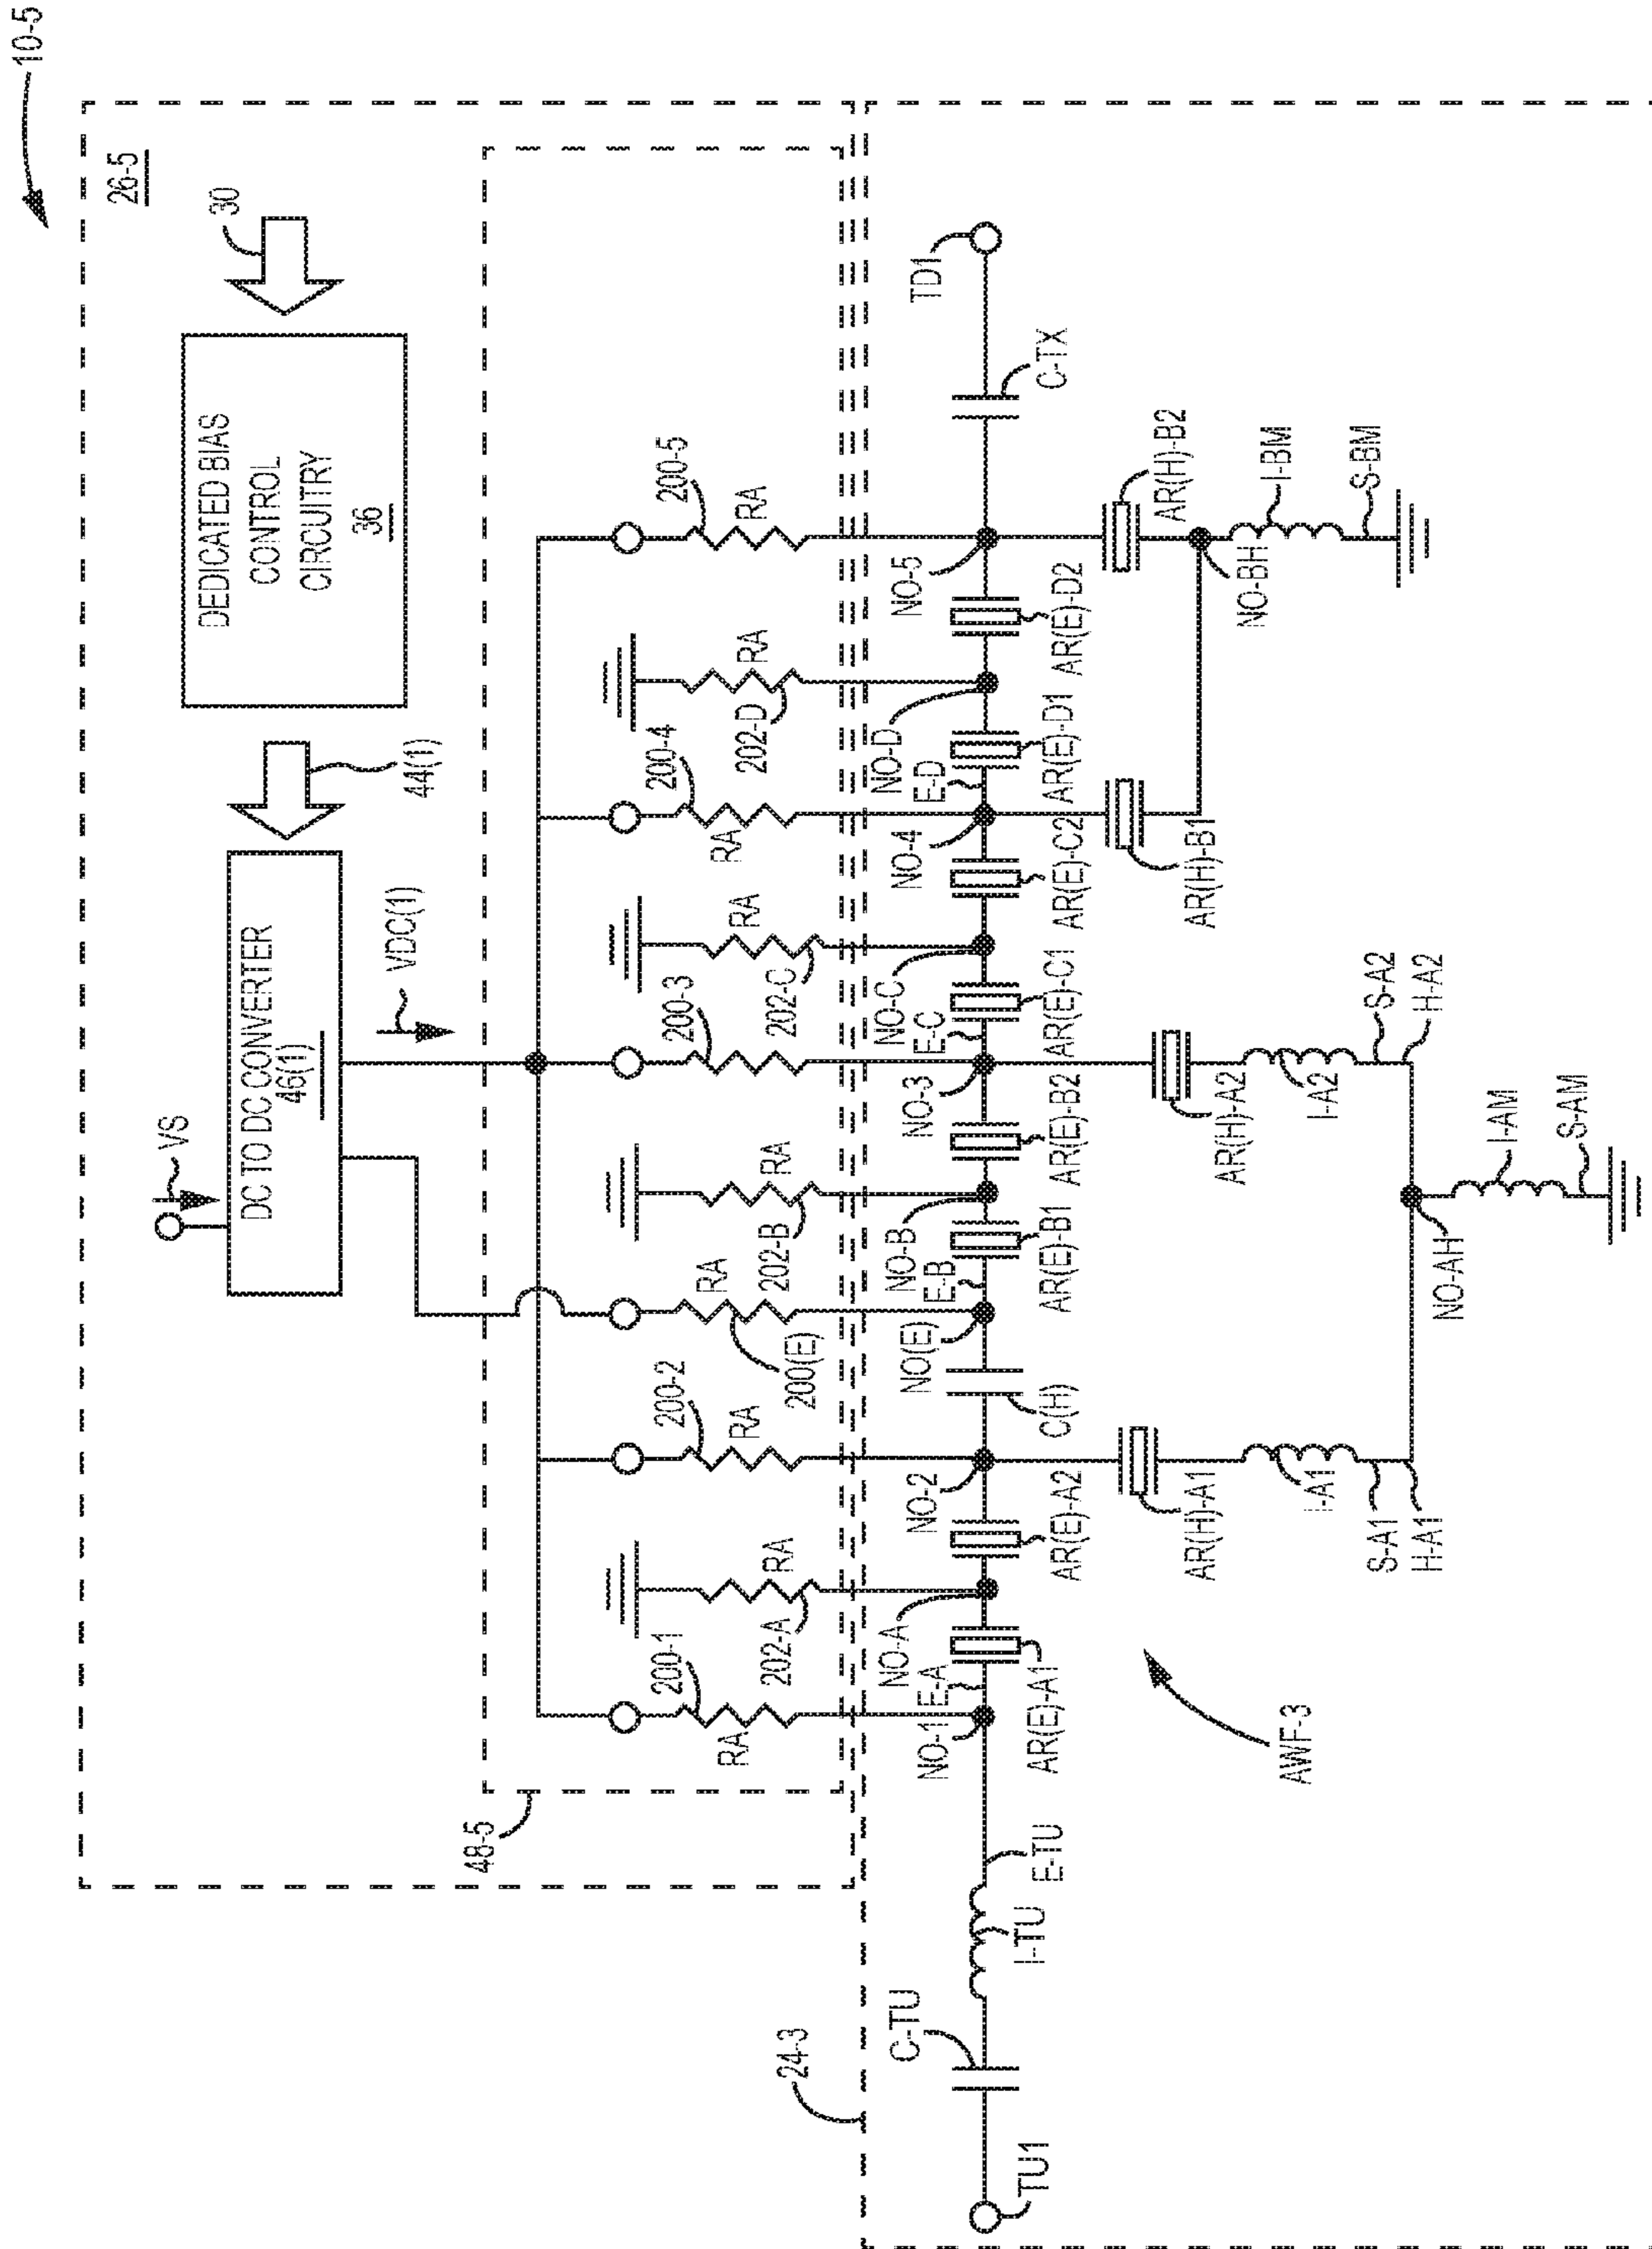 10-5
26-5
30
DEDICATED BIAS
CONTROL
CIRCUITRY
36
44(1)
VS
DC TO DC CONVERTER
46(1)
VDC(1)
48-5
200-1
RA
202-A
RA
200-2
RA
200(E)
RA
202-B
RA
200-3
202-C
RA
200-4
RA
202-D
RA
200-5
RA
24-3
TU1
C-TU
I-TU
E-TU
NO-1
E-A
AR(E)-A1
NO-A
AR(E)-A2
NO-2
C(H)
NO(E)
E-B
AR(E)-B1
NO-B
AR(E)-B2
NO-3
E-C
AR(E)-C1
NO-C
AR(E)-C2
NO-4
E-D
AR(E)-D1
NO-D
AR(E)-D2
NO-5
C-TX
TD1
AR(H)-A1
I-A1
S-A1
H-A1
AR(H)-A2
I-A2
S-A2
H-A2
NO-AH
I-AM
S-AM
AR(H)-B1
AR(H)-B2
NO-BH
I-BM
S-BM
AWF-3